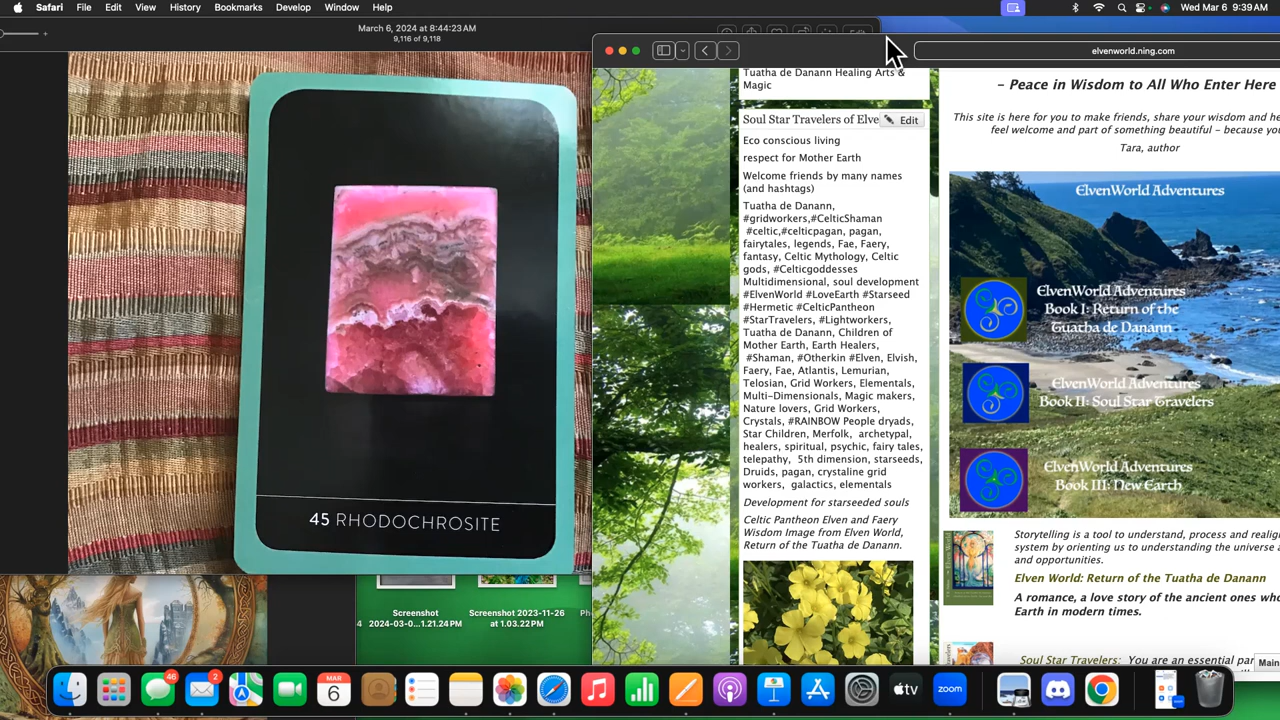 Safari File Edit View History Bookmarks Develop Window Help
Wed Mar 6 9:39 AM
March 6, 2024 at 8:44:23 AM
9,116 of 9,118
45 RHODOCHROSITE
Screenshot
2024-03-0...1.21.24 PM
Screenshot 2023-11-26
at 1.03.22 PM
elvenworld.ning.com
Tuatha de Danann Healing Arts &
Magic
Soul Star Travelers of Elve
Edit
Eco conscious living
respect for Mother Earth
Welcome friends by many names
(and hashtags)
Tuatha de Danann,
#gridworkers,#CelticShaman
#celtic,#celticpagan, pagan,
fairytales, legends, Fae, Faery,
fantasy, Celtic Mythology, Celtic
gods, #Celticgoddesses
Multidimensional, soul development
#ElvenWorld #LoveEarth #Starseed
#Hermetic #CelticPantheon
#StarTravelers, #Lightworkers,
Tuatha de Danann, Children of
Mother Earth, Earth Healers,
#Shaman, #Otherkin #Elven, Elvish,
Faery, Fae, Atlantis, Lemurian,
Telosian, Grid Workers, Elementals,
Multi-Dimensionals, Magic makers,
Nature lovers, Grid Workers,
Crystals, #RAINBOW People dryads,
Star Children, Merfolk, archetypal,
healers, spiritual, psychic, fairy tales,
telepathy, 5th dimension, starseeds,
Druids, pagan, crystaline grid
workers, galactics, elementals
Development for starseeded souls
Celtic Pantheon Elven and Faery
Wisdom Image from Elven World,
Return of the Tuatha de Danann.
– Peace in Wisdom to All Who Enter Here
This site is here for you to make friends, share your wisdom and he
feel welcome and part of something beautiful – because yo
Tara, author
ElvenWorld Adventures
ElvenWorld Adventures
Book I: Return of the
Tuatha de Danann
ElvenWorld Adventures
Book II: Soul Star Travelers
ElvenWorld Adventures
Book III: New Earth
Storytelling is a tool to understand, process and realig
system by orienting us to understanding the universe a
and opportunities.
Elven World: Return of the Tuatha de Danann
A romance, a love story of the ancient ones who
Earth in modern times.
Soul Star Travelers: You are an essential par
Main
46
2
MAR
6
tv
zoom